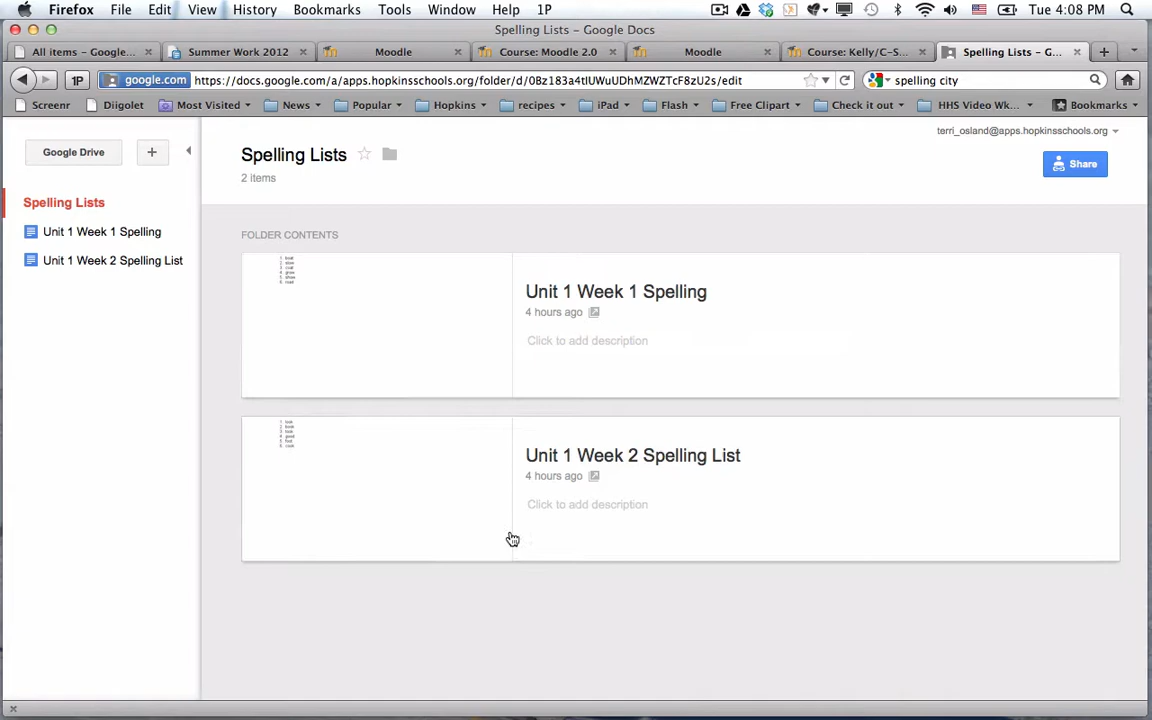 Firefox File Edit View History Bookmarks Tools Window Help 1P Tue 4:08 PM
Spelling Lists – Google Docs
All items – Google... Summer Work 2012 Moodle Course: Moodle 2.0 Moodle Course: Kelly/C–S... Spelling Lists – G...
1P google.com https://docs.google.com/a/apps.hopkinsschools.org/folder/d/0Bz183a4tlUWuUDhMZWZTcF8zU2s/edit spelling city
Screenr Diigolet Most Visited News Popular Hopkins recipes iPad Flash Free Clipart Check it out HHS Video Wk... Bookmarks
terri_osland@apps.hopkinsschools.org
Google Drive +
Spelling Lists
2 items
Share
Spelling Lists
Unit 1 Week 1 Spelling
Unit 1 Week 2 Spelling List
FOLDER CONTENTS
Unit 1 Week 1 Spelling
4 hours ago
Click to add description
Unit 1 Week 2 Spelling List
4 hours ago
Click to add description